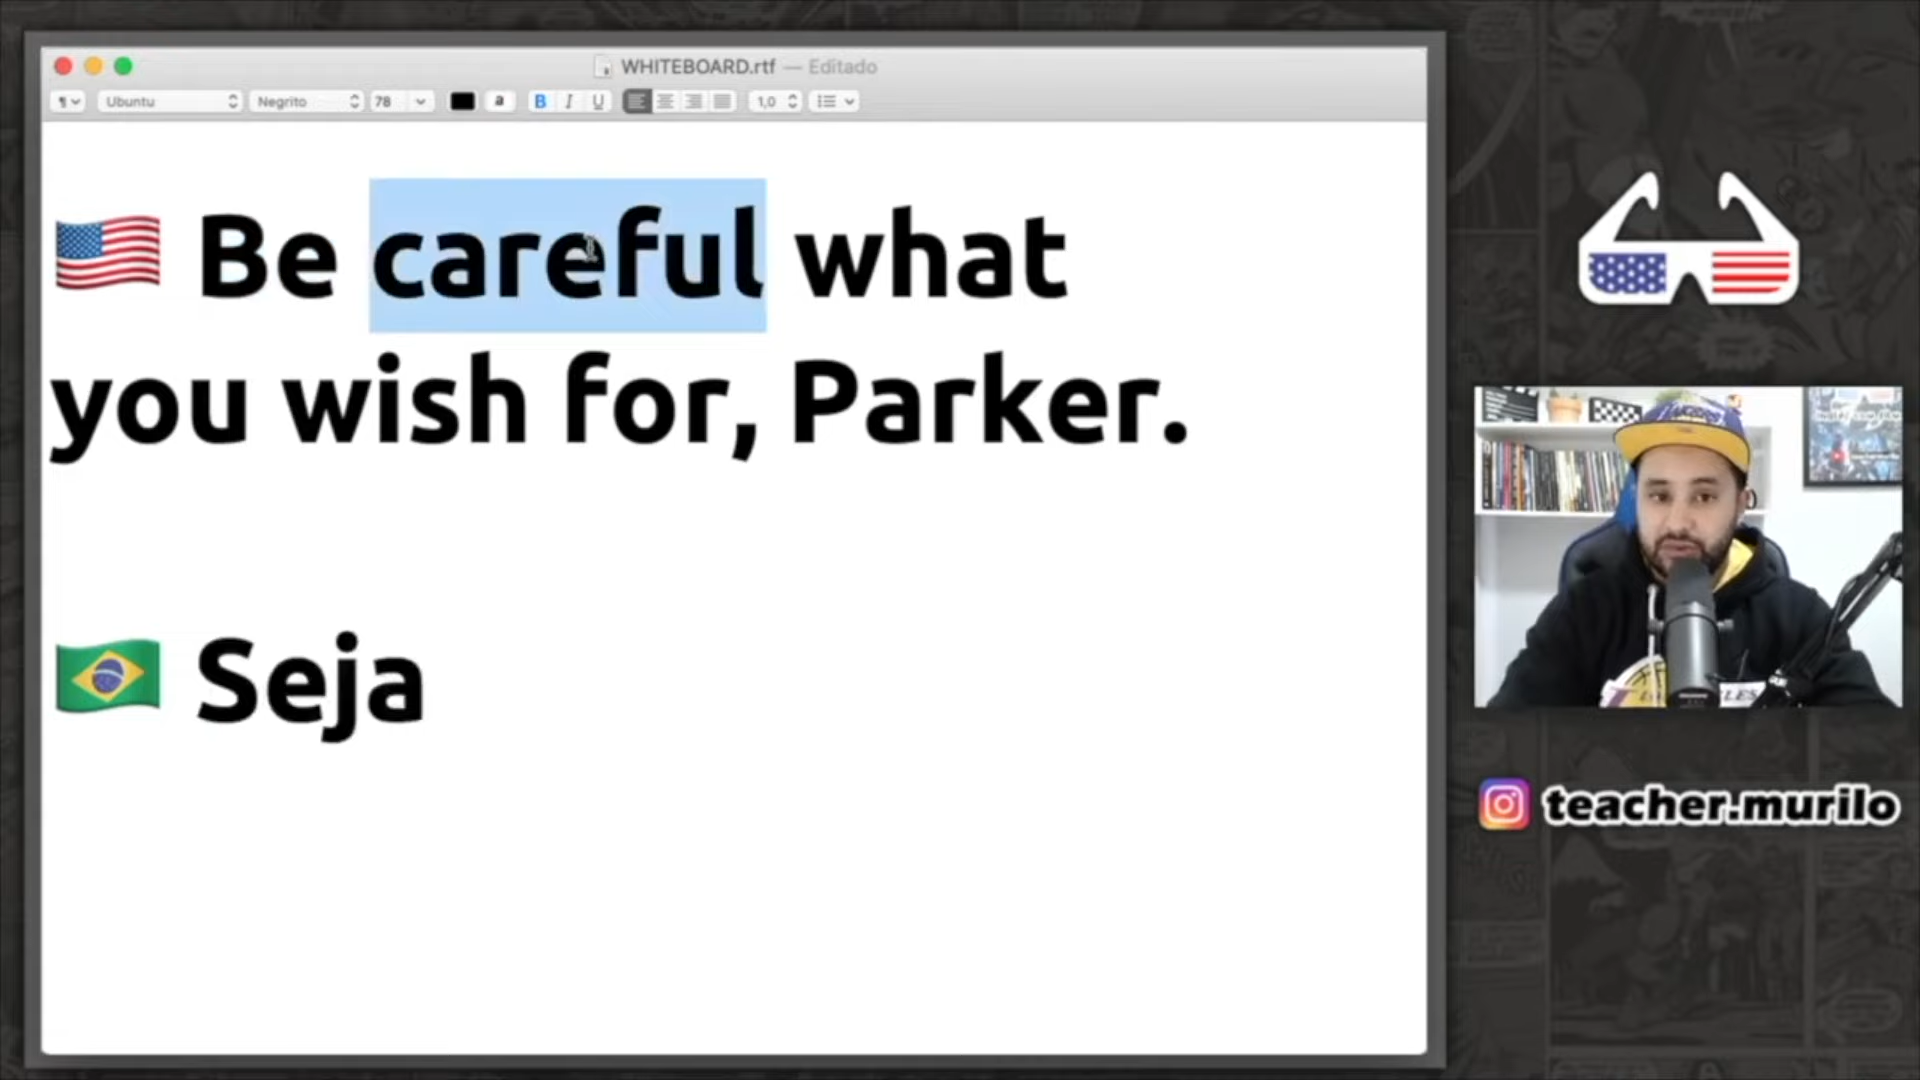 WHITEBOARD.rtf — Editado
Ubuntu Negrito 78 a B I U 1,0
Be careful what
you wish for, Parker.
Seja
teacher.murilo